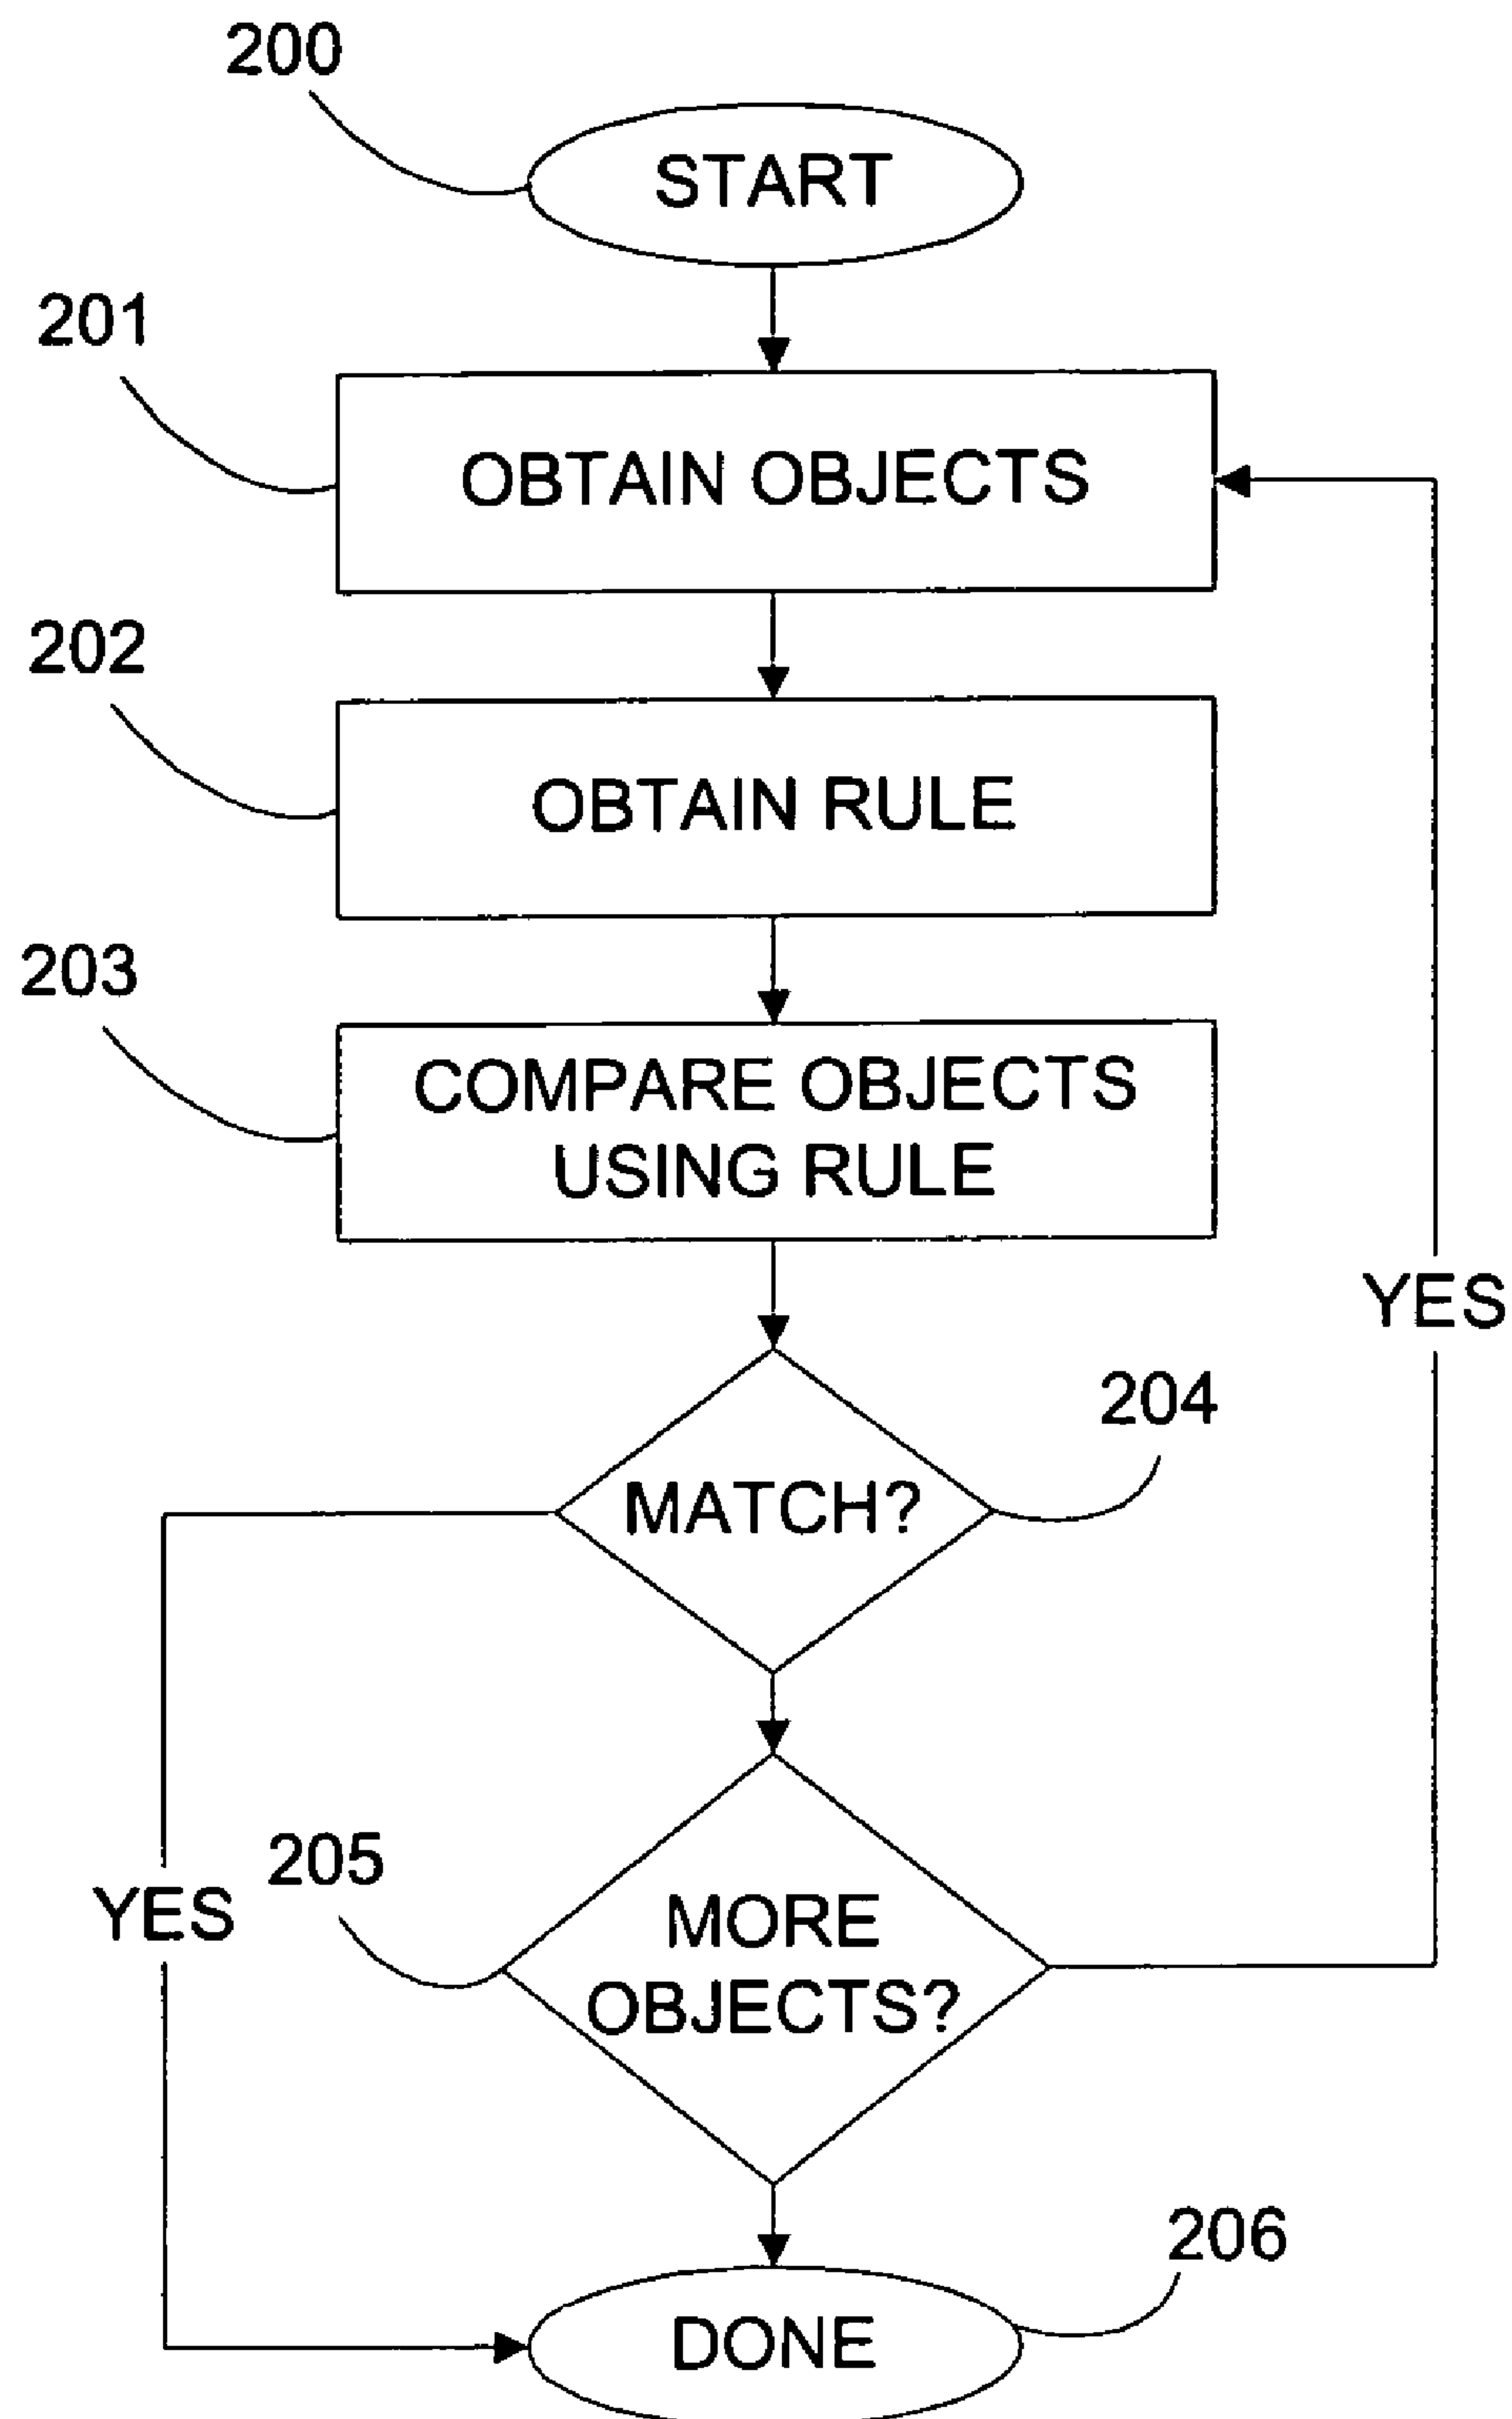 200
START
201
OBTAIN OBJECTS
202
OBTAIN RULE
203
COMPARE OBJECTS
USING RULE
YES
204
MATCH?
205
YES
MORE
OBJECTS?
206
DONE